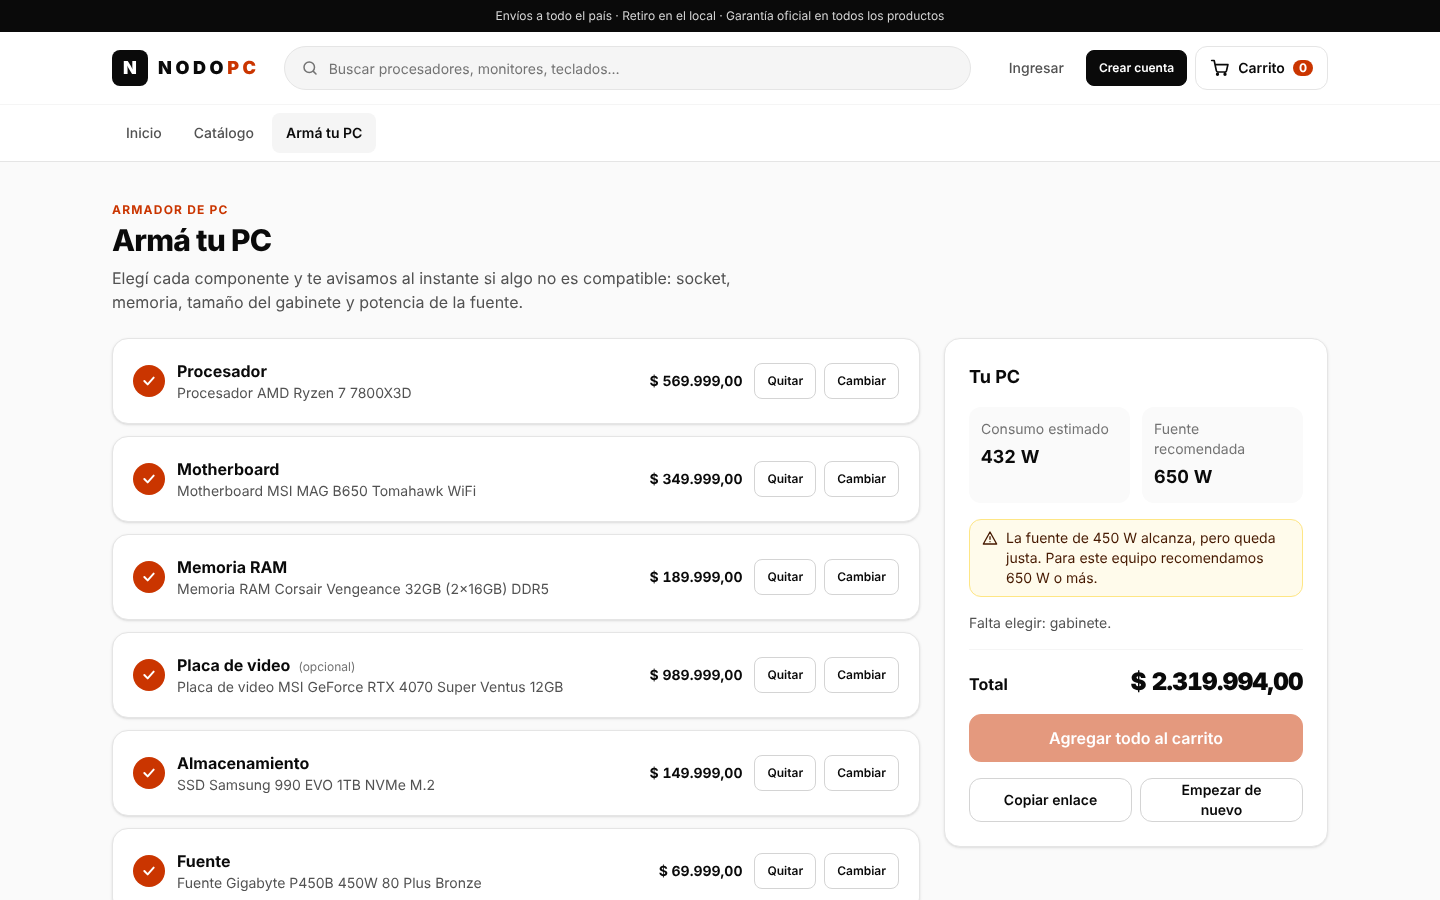 Envíos a todo el país · Retiro en el local · Garantía oficial en todos los productos
N NODOPC
Buscar procesadores, monitores, teclados...
Ingresar
Crear cuenta
Carrito 0
Inicio
Catálogo
Armá tu PC
ARMADOR DE PC
Armá tu PC
Elegí cada componente y te avisamos al instante si algo no es compatible: socket,
memoria, tamaño del gabinete y potencia de la fuente.
Procesador
Procesador AMD Ryzen 7 7800X3D
$ 569.999,00
Quitar
Cambiar
Motherboard
Motherboard MSI MAG B650 Tomahawk WiFi
$ 349.999,00
Quitar
Cambiar
Memoria RAM
Memoria RAM Corsair Vengeance 32GB (2×16GB) DDR5
$ 189.999,00
Quitar
Cambiar
Placa de video (opcional)
Placa de video MSI GeForce RTX 4070 Super Ventus 12GB
$ 989.999,00
Quitar
Cambiar
Almacenamiento
SSD Samsung 990 EVO 1TB NVMe M.2
$ 149.999,00
Quitar
Cambiar
Fuente
Fuente Gigabyte P450B 450W 80 Plus Bronze
$ 69.999,00
Quitar
Cambiar
Tu PC
Consumo estimado
432 W
Fuente
recomendada
650 W
La fuente de 450 W alcanza, pero queda
justa. Para este equipo recomendamos
650 W o más.
Falta elegir: gabinete.
Total
$ 2.319.994,00
Agregar todo al carrito
Copiar enlace
Empezar de
nuevo